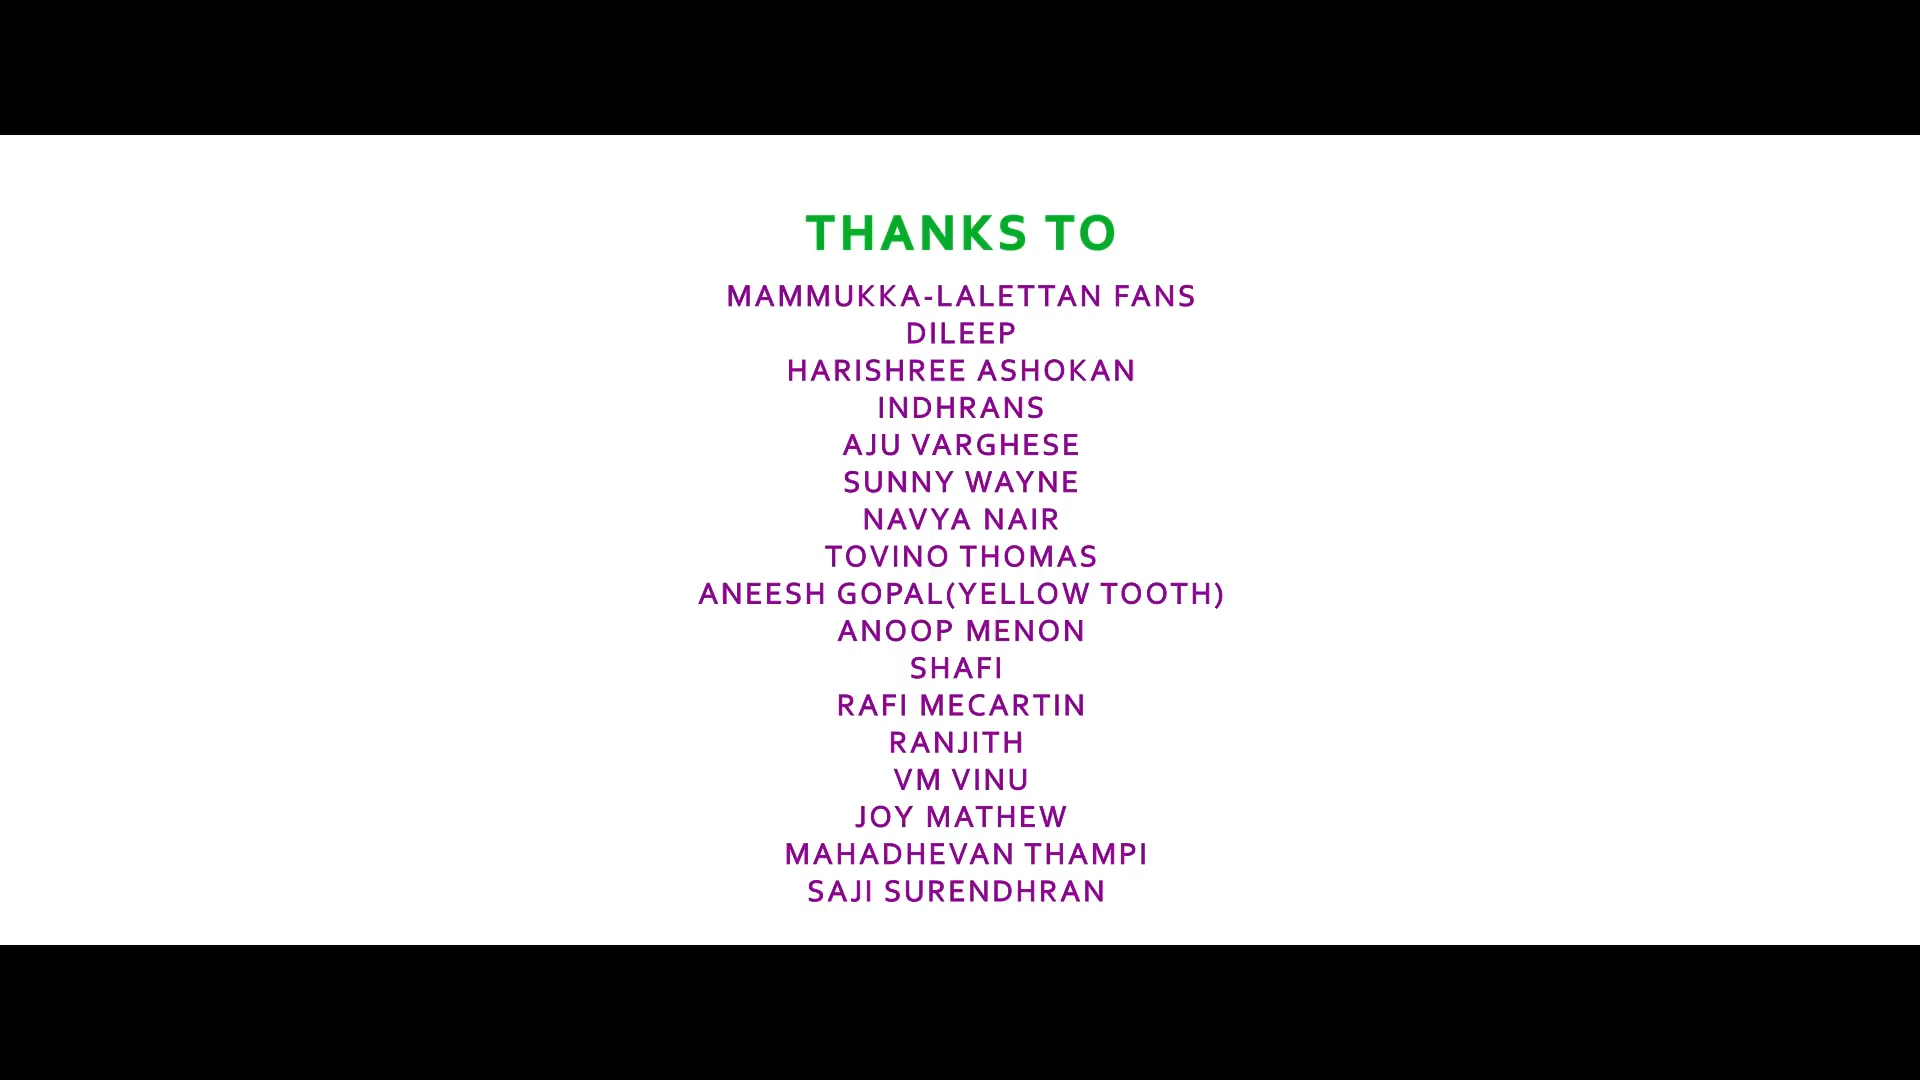 THANKS TO
MAMMUKKA-LALETTAN FANS
DILEEP
HARISHREE ASHOKAN
INDHRANS
AJU VARGHESE
SUNNY WAYNE
NAVYA NAIR
TOVINO THOMAS
ANEESH GOPAL(YELLOW TOOTH)
ANOOP MENON
SHAFI
RAFI MECARTIN
RANJITH
VM VINU
JOY MATHEW
MAHADHEVAN THAMPI
SAJI SURENDHRAN